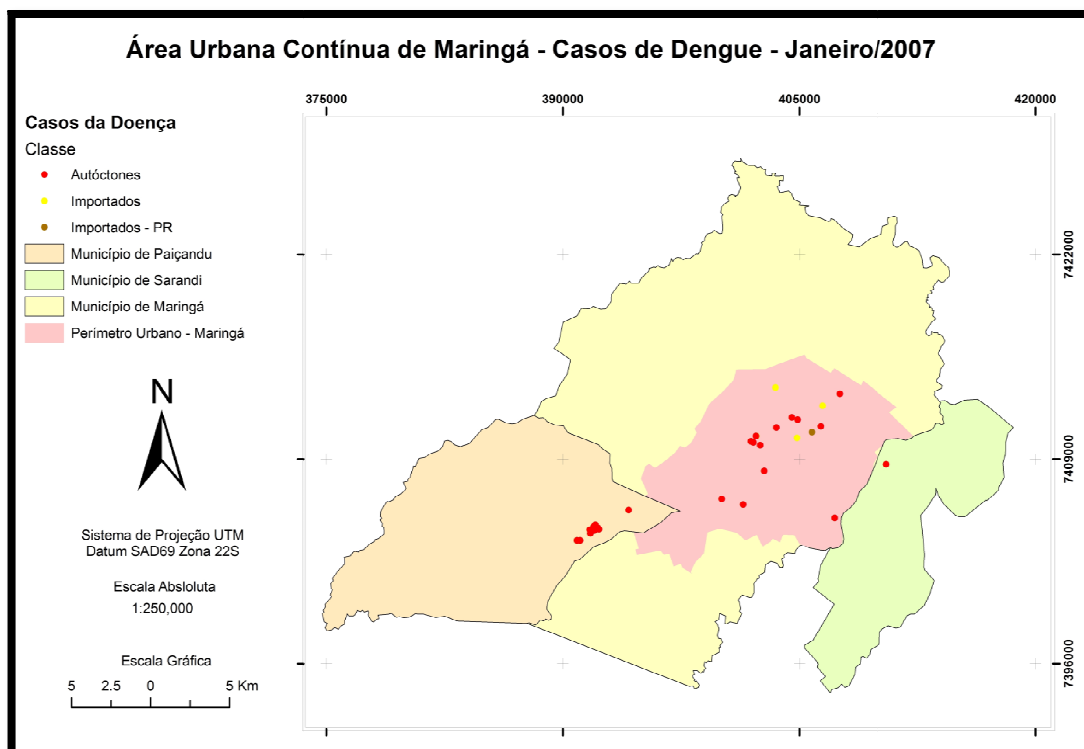 Área Urbana Contínua de Maringá - Casos de Dengue - Janeiro/2007
375000 390000 405000 420000
Casos da Doença
Classe
Autóctones
Importados
Importados - PR
Município de Paiçandu
Município de Sarandi
Município de Maringá
Perimetro Urbano - Maringá
N
Sistema de Projeção UTM
Datum SAD69 Zona 22S
Escala Absloluta
1:250,000
Escala Gráfica
5 2.5 0 5 Km
7422000
7409000
7396000